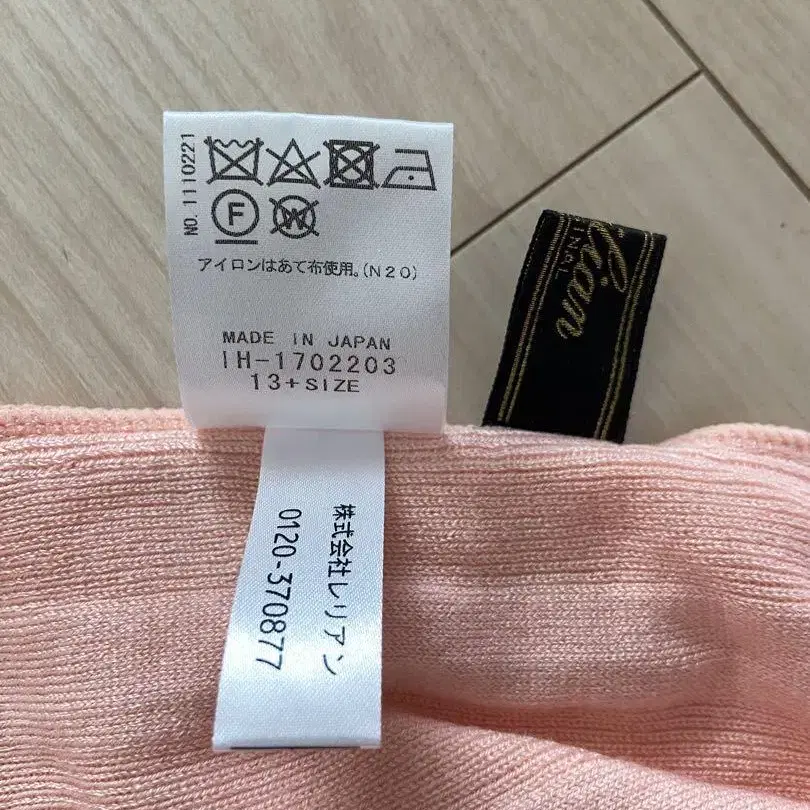 NO. 1110221
F
W
アイロンはあて布使用。(N20)
MADE IN JAPAN
IH-1702203
13+SIZE
株式会社レリアン
0120-370877